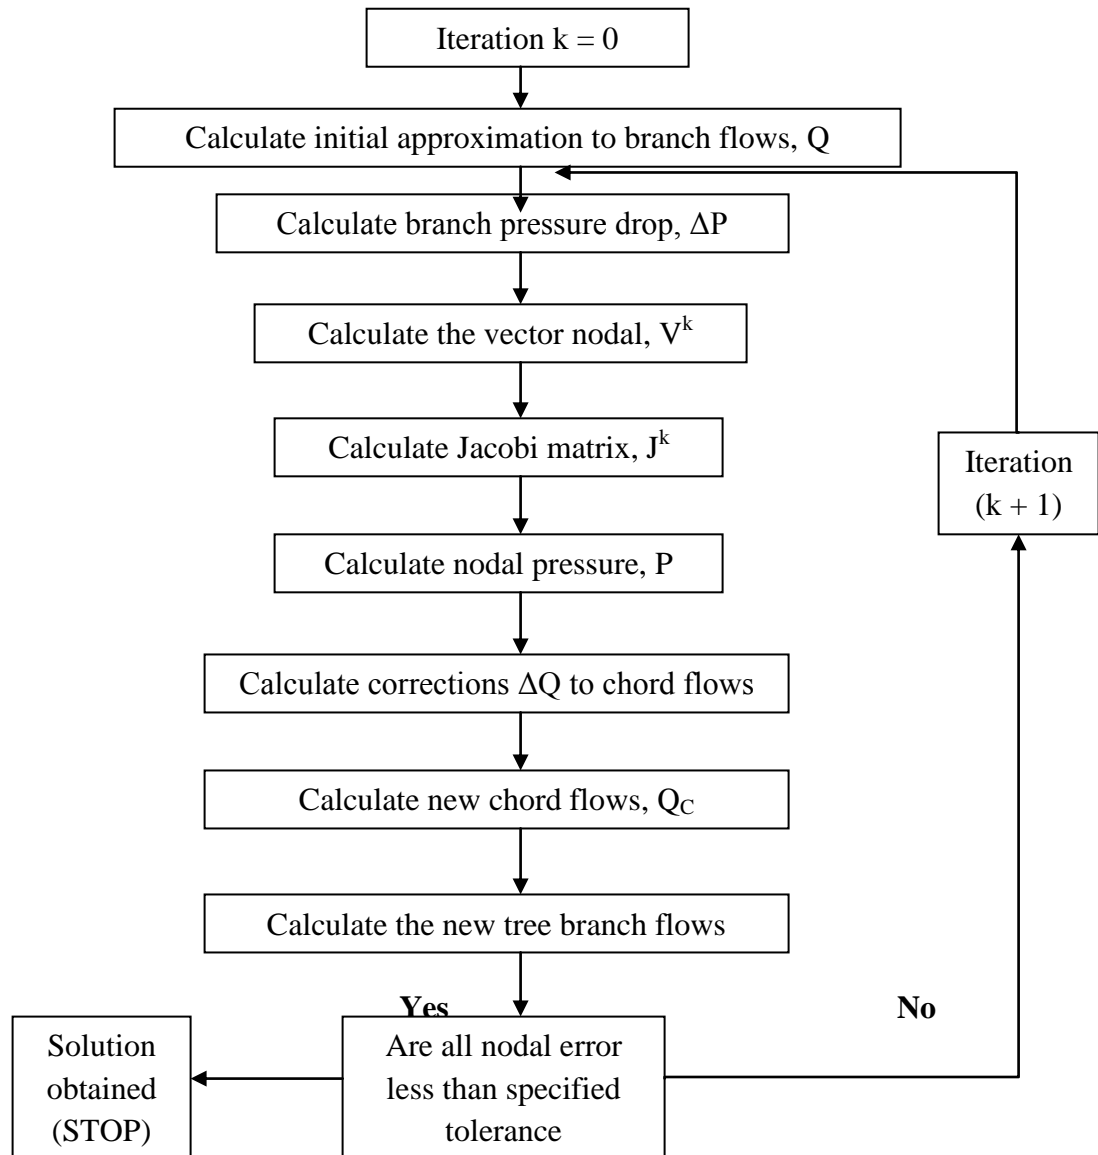 Iteration k = 0
Calculate initial approximation to branch flows, Q
Calculate branch pressure drop, ΔP
Calculate the vector nodal, V^k
Calculate Jacobi matrix, J^k
Iteration
(k + 1)
Calculate nodal pressure, P
Calculate corrections ΔQ to chord flows
Calculate new chord flows, Q_C
Calculate the new tree branch flows
Yes
No
Solution
obtained
(STOP)
Are all nodal error
less than specified
tolerance